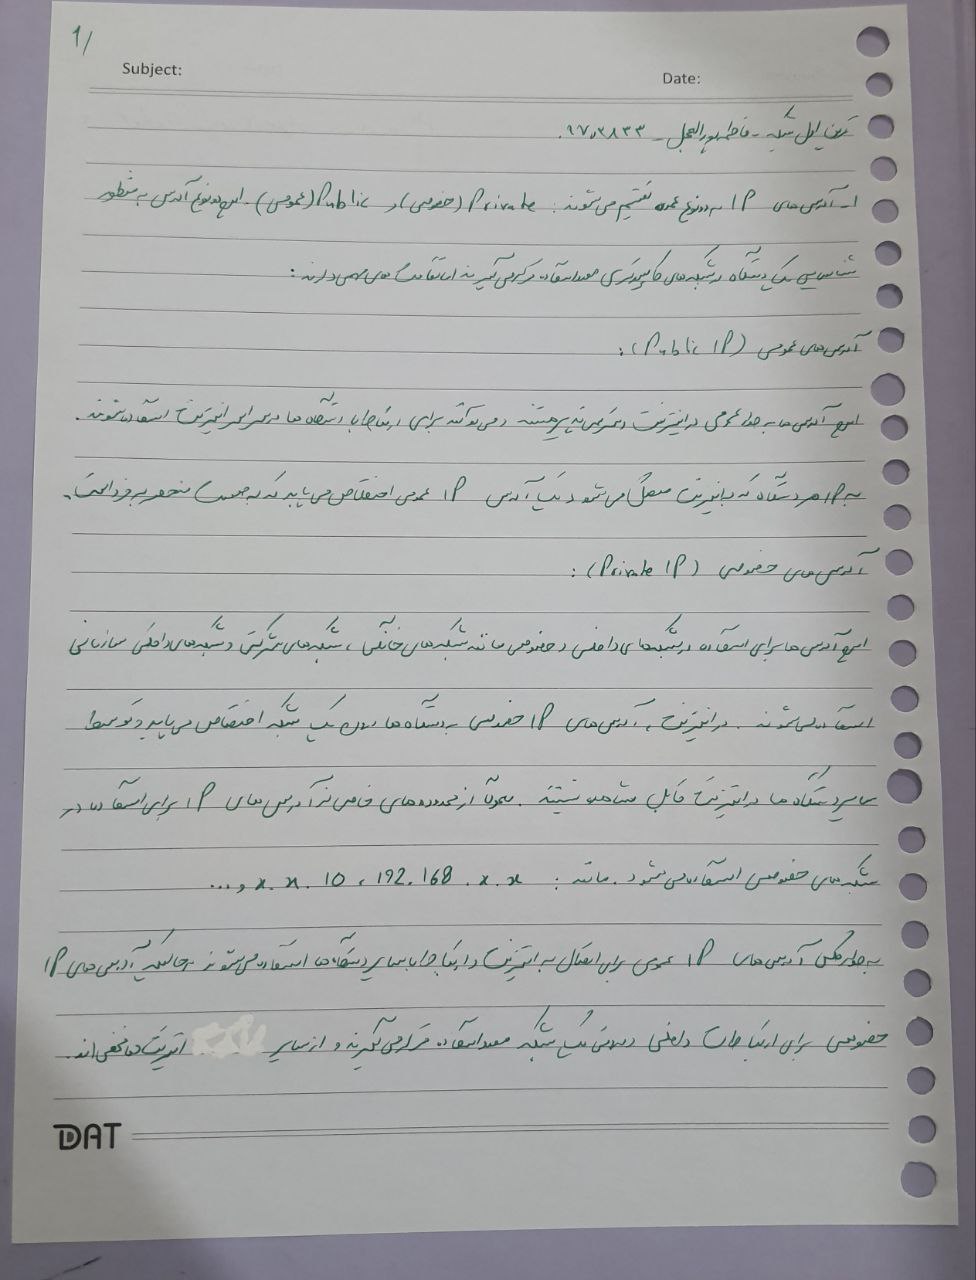 1/
Subject:
Date:
تمرین اول شبکه - فاطمه پورالعجل - ۹۷۰۳۸۳۳
۱- آدرس‌های IP به دو نوع عمده تقسیم می‌شوند: Private (خصوصی) و Public (عمومی). این دو نوع آدرس به منظور
شناسایی یک دستگاه در شبکه‌های کامپیوتری مورد استفاده قرار می‌گیرند اما تفاوت‌های مهمی دارند:
آدرس‌های عمومی (Public IP):
این آدرس‌ها به طور عمومی در اینترنت دسترسی‌پذیر هستند و می‌توانند برای ارتباط با دستگاه‌ها در سراسر اینترنت استفاده شوند.
به IP هر دستگاه که به اینترنت متصل می‌شود یک آدرس IP عمومی اختصاص می‌یابد که به صورت منحصر به فرد است.
آدرس‌های خصوصی (Private IP):
این آدرس‌ها برای استفاده در شبکه‌های داخلی و خصوصی مانند شبکه‌های خانگی، شبکه‌های شرکتی و شبکه‌های داخلی سازمانی
استفاده می‌شوند. در اینترنت، آدرس‌های IP خصوصی به دستگاه‌ها درون یک شبکه اختصاص می‌یابد و توسط
سایر دستگاه‌ها در اینترنت قابل مشاهده نیستند. معمولا از محدوده‌های خاصی از آدرس‌های IP برای استفاده در
شبکه‌های خصوصی استفاده می‌شود. مانند: 192.168.x.x ، 10.x.x و ...
به طور کلی آدرس‌های IP عمومی برای اتصال به اینترنت و ارتباط با سایر دستگاه‌ها استفاده می‌شوند در حالیکه آدرس‌های IP
خصوصی برای ارتباطات داخلی درون یک شبکه مورد استفاده قرار می‌گیرند و از سایر اینترنت‌ها مخفی‌اند.
DAT